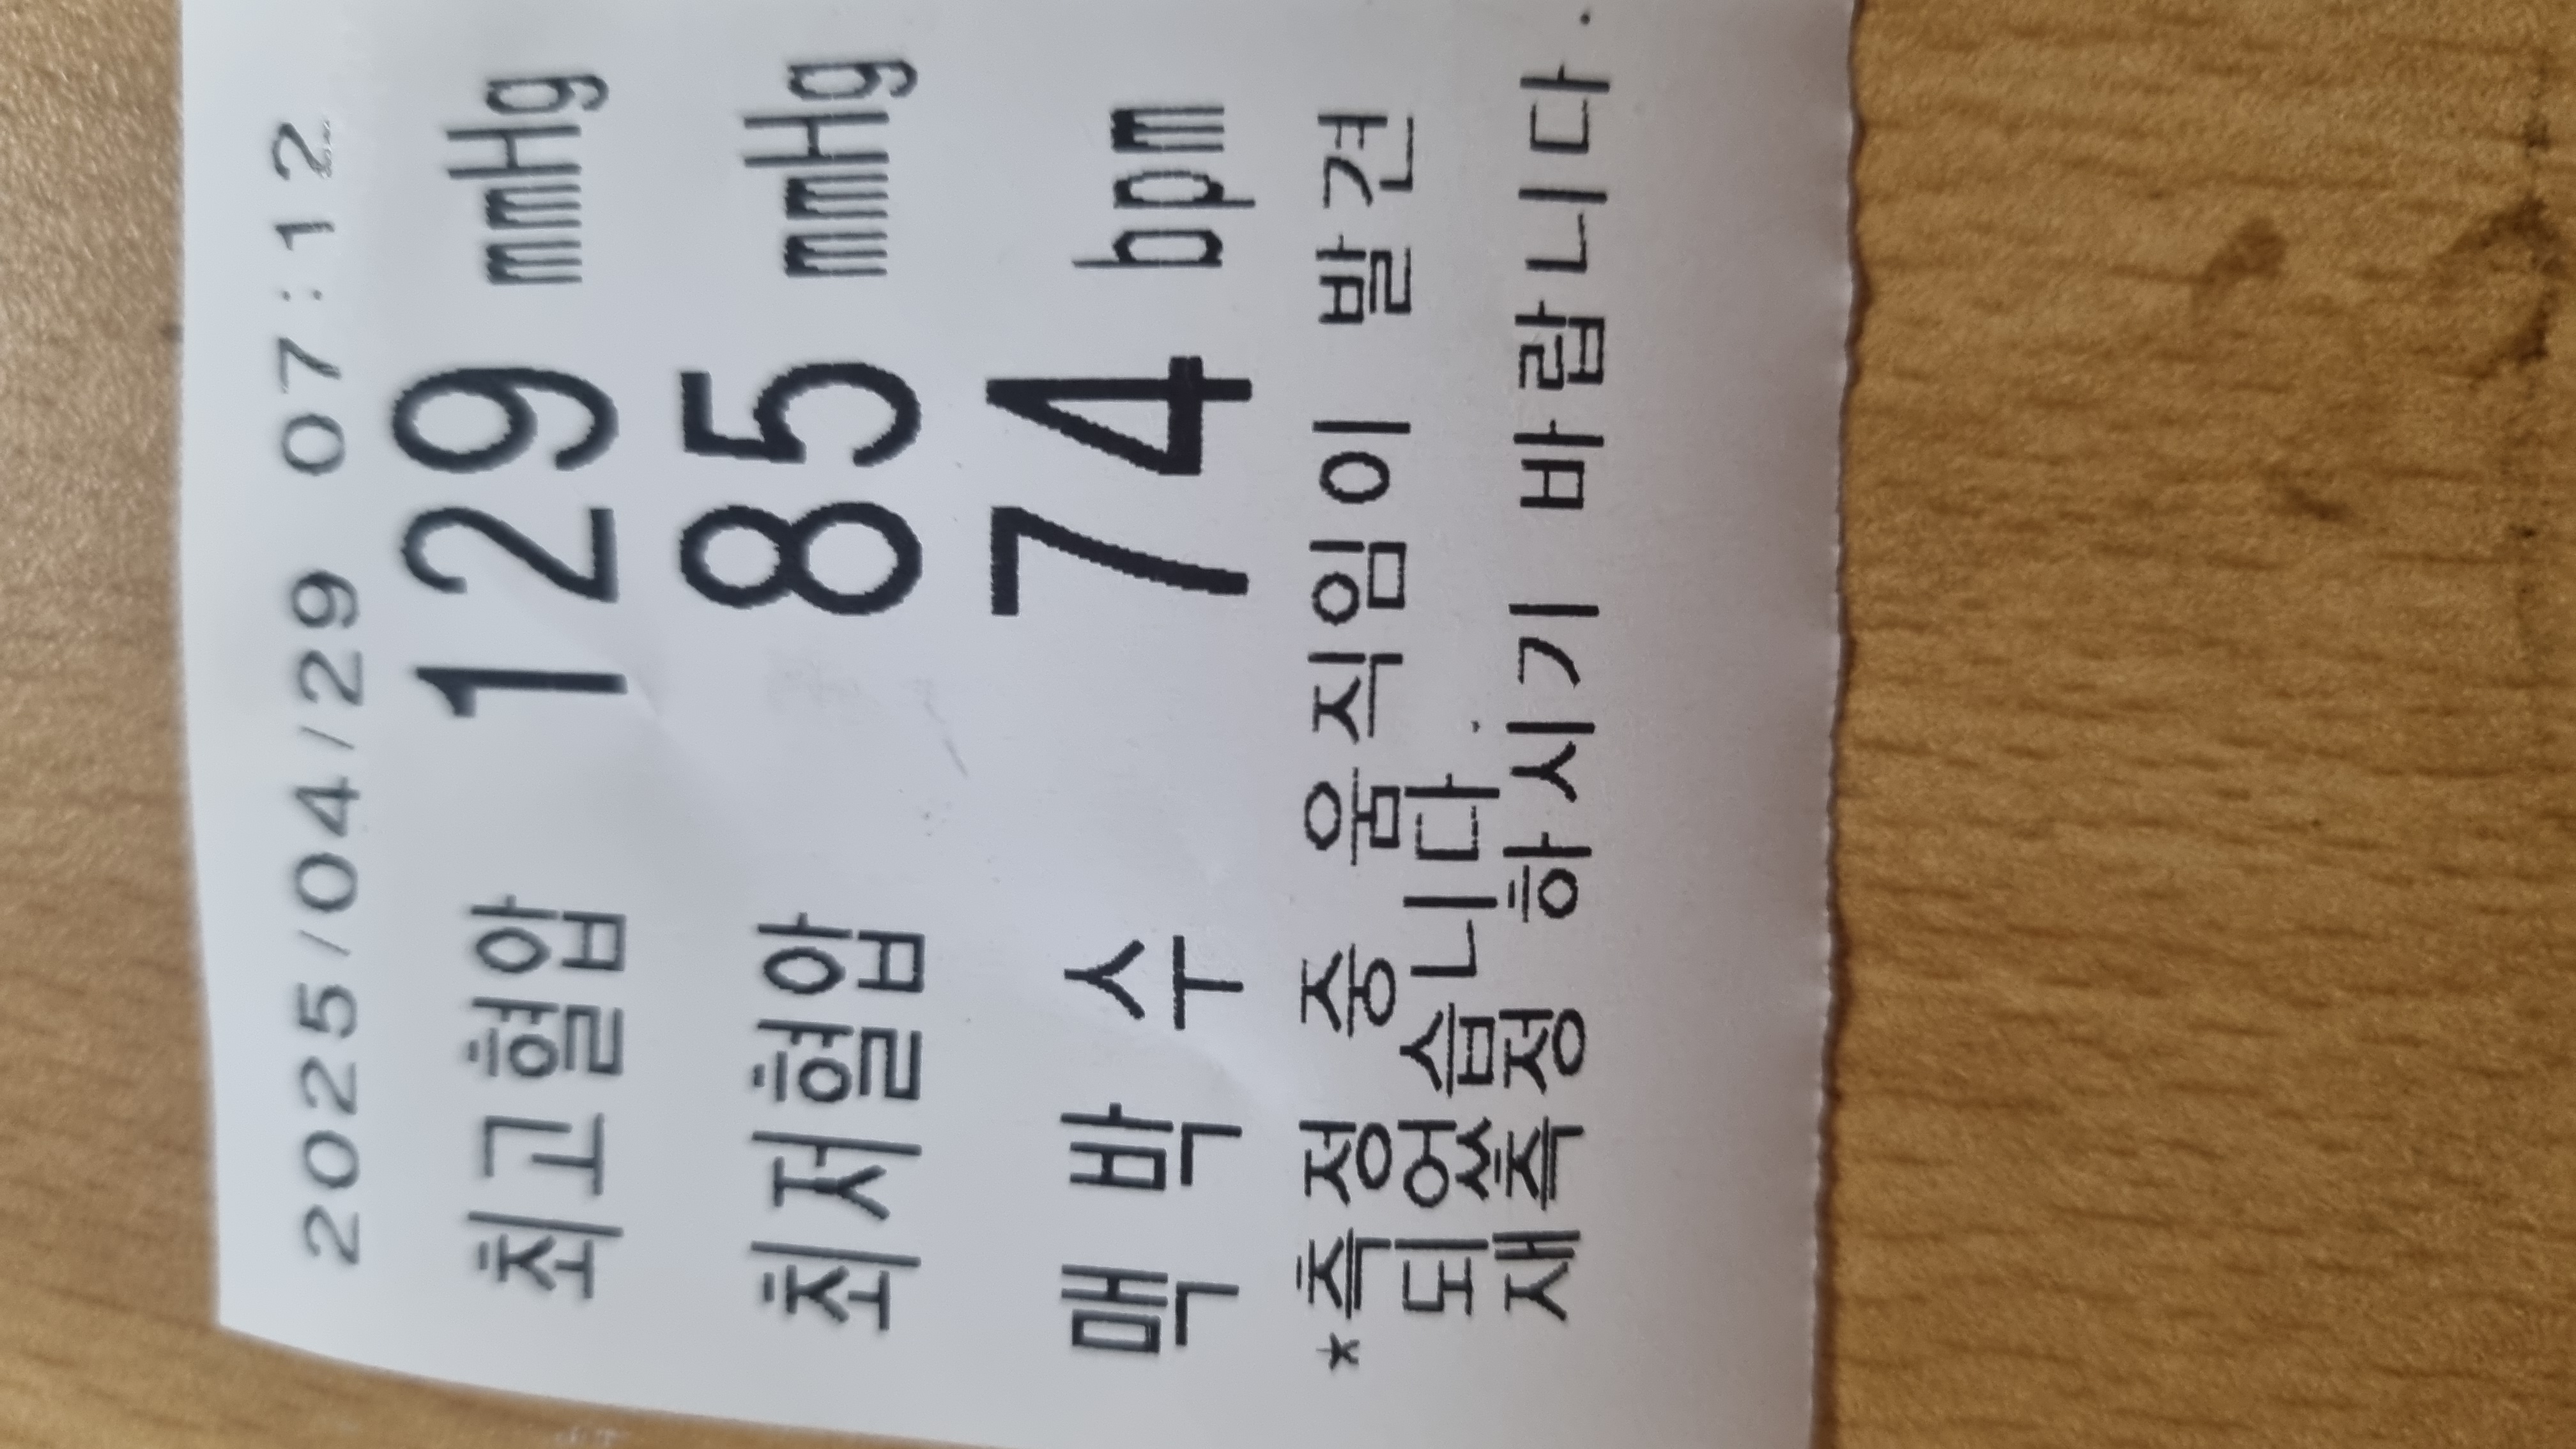 2025/04/29 07:12
최고혈압 129 mmHg
최저혈압 85 mmHg
맥박수 74 bpm
*측정중 움직임이 발견
되었습니다.
재측정 하시기 바랍니다.